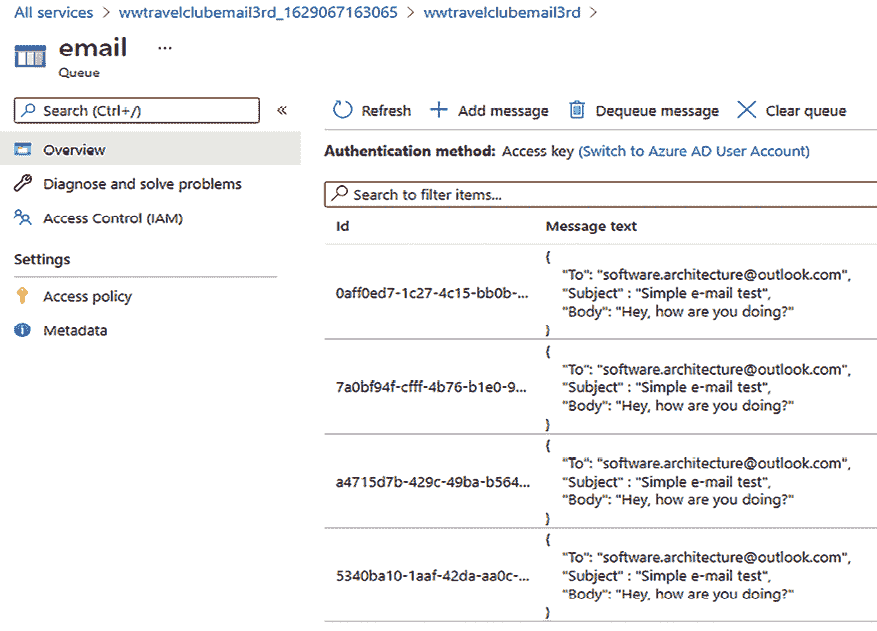 All services > wwtravelclubemail3rd_1629067163065 > wwtravelclubemail3rd >
email ...
Queue
Search (Ctrl+/) «
Overview
Diagnose and solve problems
Access Control (IAM)
Settings
Access policy
Metadata
Refresh Add message Dequeue message Clear queue
Authentication method: Access key (Switch to Azure AD User Account)
Search to filter items...
Id Message text
{
"To": "software.architecture@outlook.com",
0aff0ed7-1c27-4c15-bb0b-... "Subject" : "Simple e-mail test",
"Body": "Hey, how are you doing?"
}
{
"To": "software.architecture@outlook.com",
7a0bf94f-cfff-4b76-b1e0-9... "Subject" : "Simple e-mail test",
"Body": "Hey, how are you doing?"
}
{
"To": "software.architecture@outlook.com",
a4715d7b-429c-49ba-b564... "Subject" : "Simple e-mail test",
"Body": "Hey, how are you doing?"
}
{
"To": "software.architecture@outlook.com",
5340ba10-1aaf-42da-aa0c-... "Subject" : "Simple e-mail test",
"Body": "Hey, how are you doing?"
}